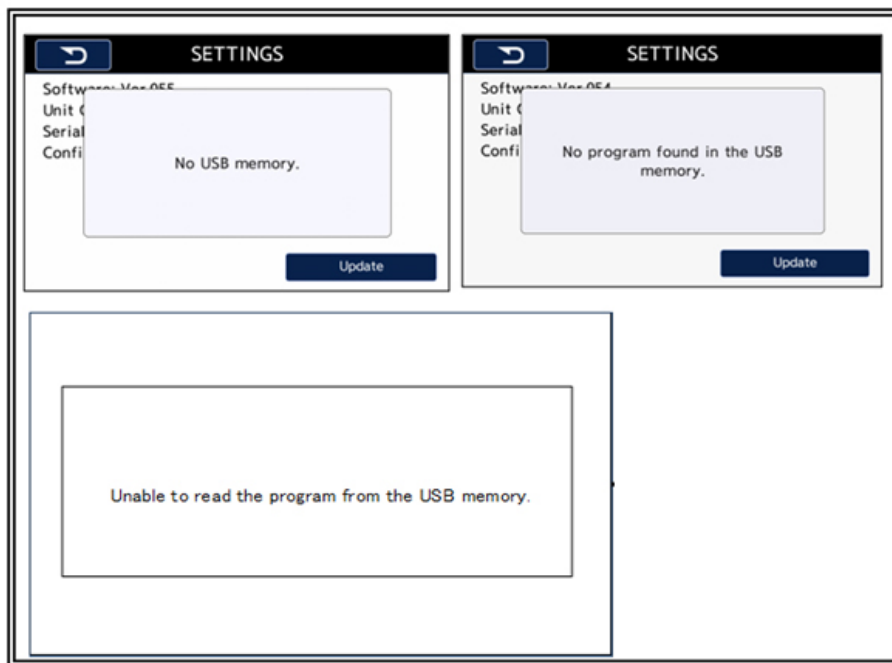 SETTINGS
Software: Ver.055
Unit
Serial
Confi
No USB memory.
Update
SETTINGS
Software: Ver.054
Unit
Serial
Confi
No program found in the USB
memory.
Update
Unable to read the program from the USB memory.